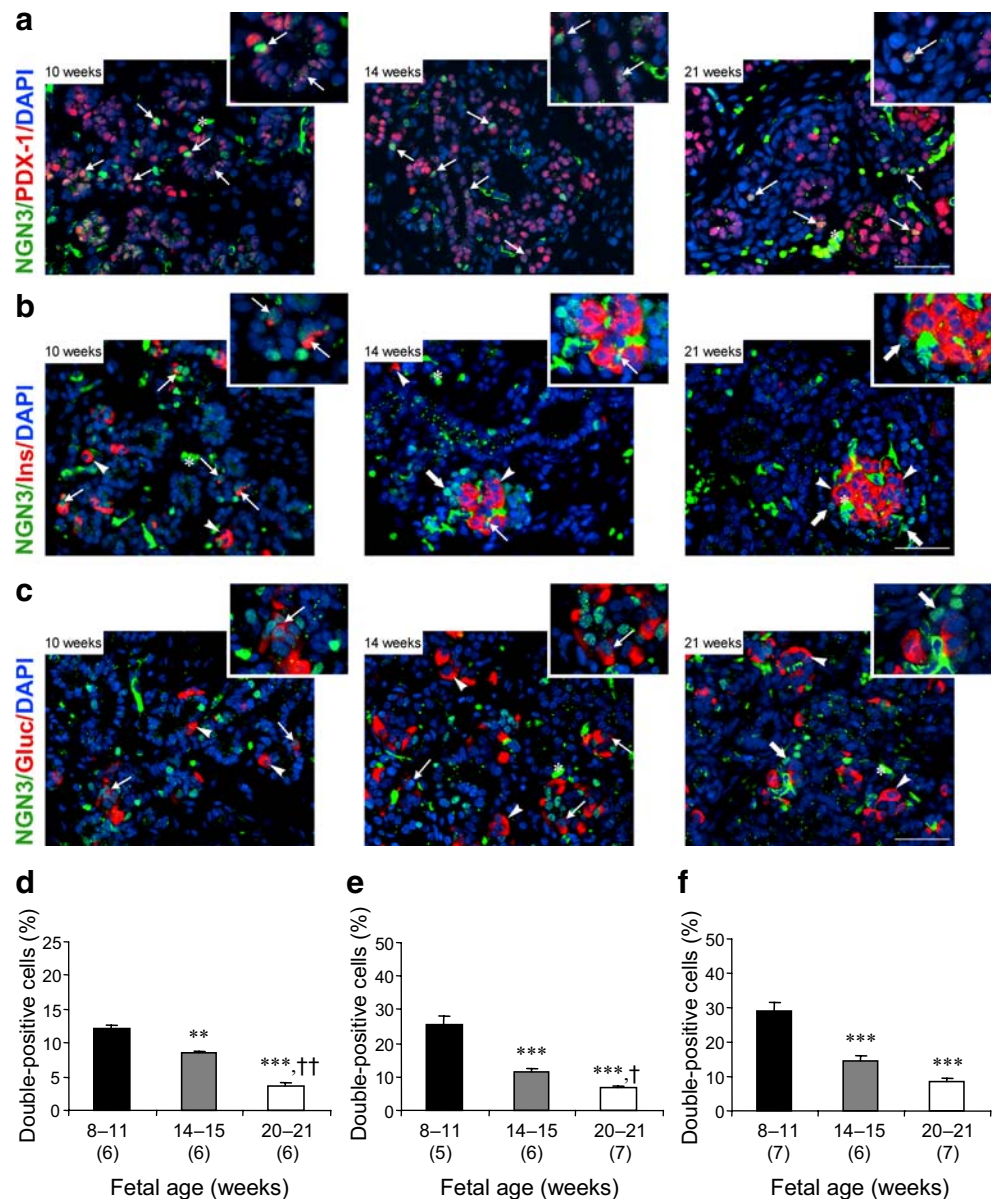 a
NGN3/PDX-1/DAPI
10 weeks
14 weeks
21 weeks
*
*
b
NGN3/Ins/DAPI
10 weeks
14 weeks
21 weeks
*
*
*
c
NGN3/Gluc/DAPI
10 weeks
14 weeks
21 weeks
*
*
d
Double-positive cells (%)
25
20
15
10
5
0
**
***,††
8–11
14–15
20–21
(6)
(6)
(6)
Fetal age (weeks)
e
Double-positive cells (%)
50
40
30
20
10
0
***
***,†
8–11
14–15
20–21
(5)
(6)
(7)
Fetal age (weeks)
f
Double-positive cells (%)
50
40
30
20
10
0
***
***
8–11
14–15
20–21
(7)
(6)
(7)
Fetal age (weeks)